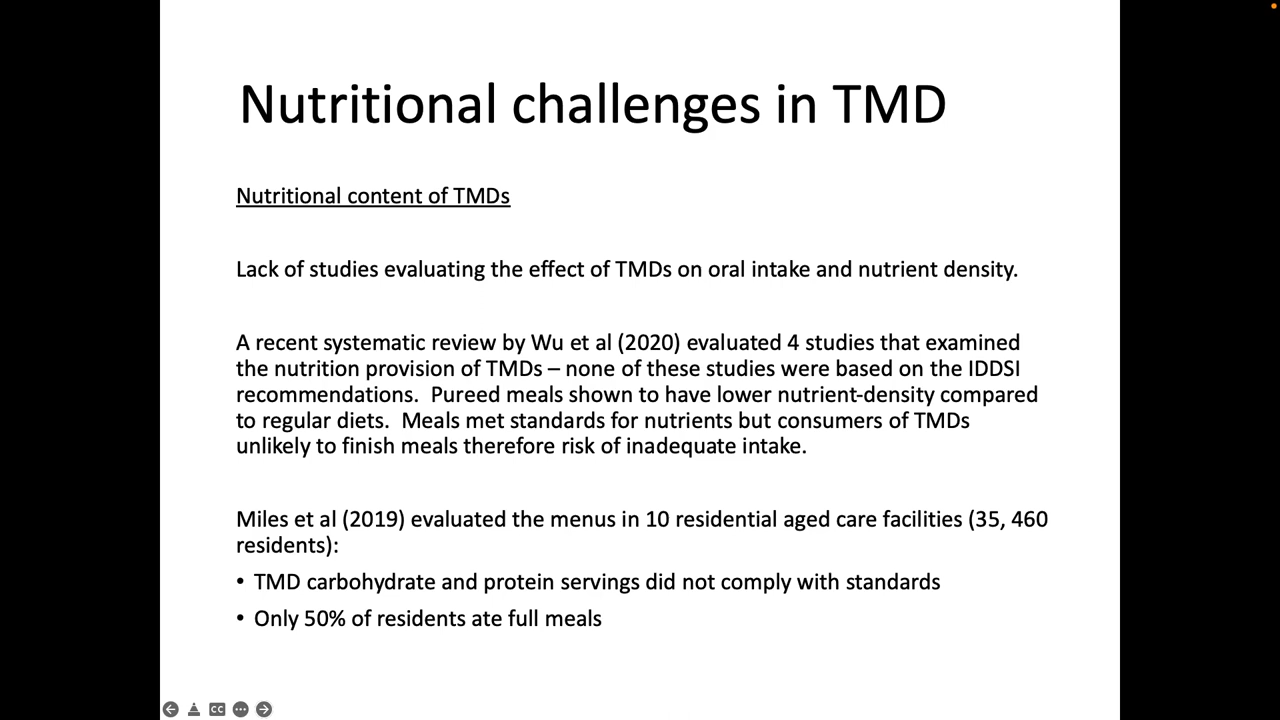 Nutritional challenges in TMD
Nutritional content of TMDs
Lack of studies evaluating the effect of TMDs on oral intake and nutrient density.
A recent systematic review by Wu et al (2020) evaluated 4 studies that examined
the nutrition provision of TMDs – none of these studies were based on the IDDSI
recommendations.  Pureed meals shown to have lower nutrient-density compared
to regular diets.  Meals met standards for nutrients but consumers of TMDs
unlikely to finish meals therefore risk of inadequate intake.
Miles et al (2019) evaluated the menus in 10 residential aged care facilities (35, 460
residents):
• TMD carbohydrate and protein servings did not comply with standards
• Only 50% of residents ate full meals
CC